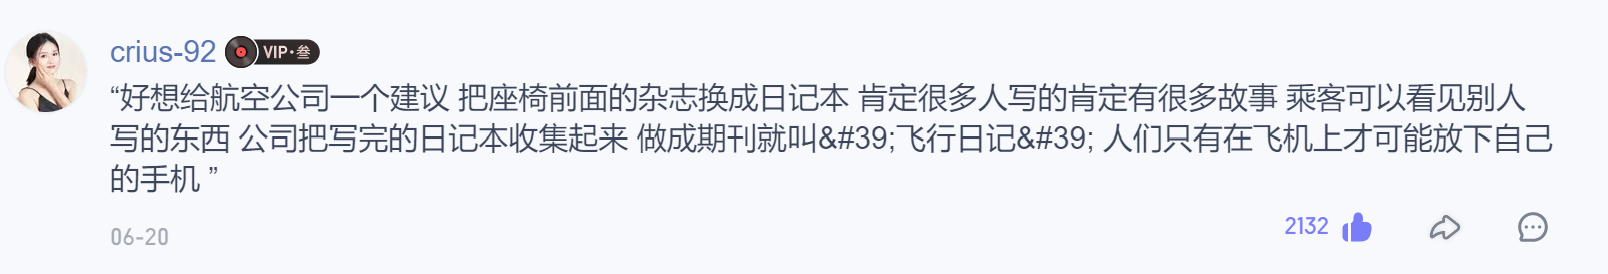 crius-92 VIP·叁
“好想给航空公司一个建议 把座椅前面的杂志换成日记本 肯定很多人写的肯定有很多故事 乘客可以看见别人
写的东西 公司把写完的日记本收集起来 做成期刊就叫&#39;飞行日记&#39; 人们只有在飞机上才可能放下自己
的手机 ”
06-20 2132